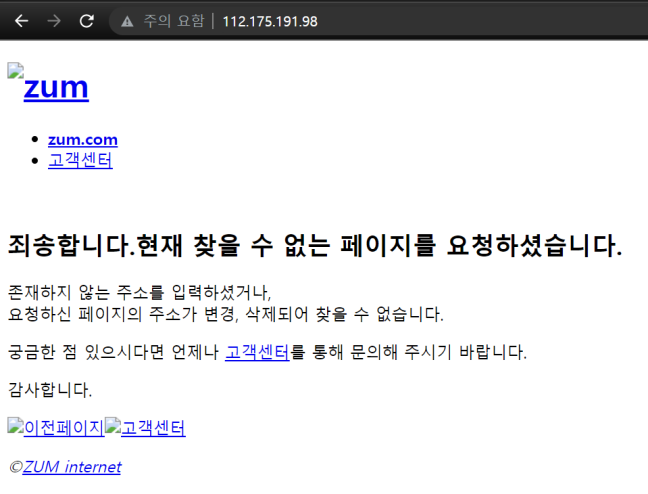 주의 요함 | 112.175.191.98
zum
zum.com
고객센터
죄송합니다.현재 찾을 수 없는 페이지를 요청하셨습니다.
존재하지 않는 주소를 입력하셨거나,
요청하신 페이지의 주소가 변경, 삭제되어 찾을 수 없습니다.
궁금한 점 있으시다면 언제나 고객센터를 통해 문의해 주시기 바랍니다.
감사합니다.
이전페이지 고객센터
©ZUM internet